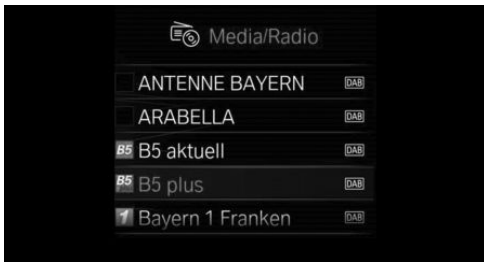 Media/Radio
ANTENNE BAYERN DAB
ARABELLA DAB
B5 B5 aktuell DAB
B5 B5 plus DAB
1 Bayern 1 Franken DAB